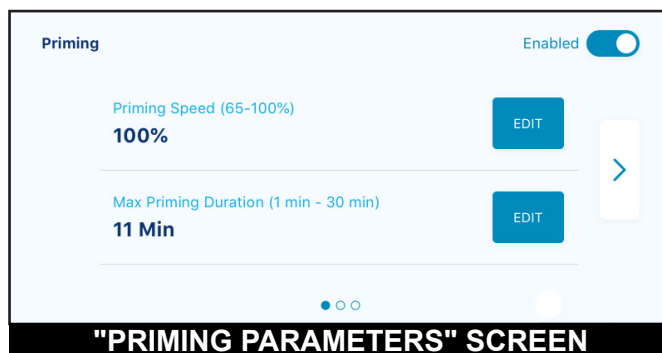 Priming
Enabled
Priming Speed (65-100%)
100%
EDIT
Max Priming Duration (1 min - 30 min)
11 Min
EDIT
"PRIMING PARAMETERS" SCREEN